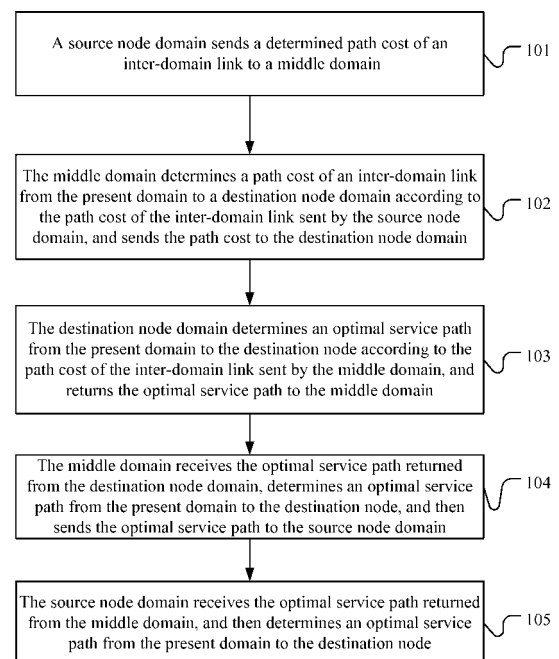 A source node domain sends a determined path cost of an
inter-domain link to a middle domain
101
The middle domain determines a path cost of an inter-domain link
from the present domain to a destination node domain according to
the path cost of the inter-domain link sent by the source node
domain, and sends the path cost to the destination node domain
102
The destination node domain determines an optimal service path
from the present domain to the destination node according to the
path cost of the inter-domain link sent by the middle domain, and
returns the optimal service path to the middle domain
103
The middle domain receives the optimal service path returned
from the destination node domain, determines an optimal service
path from the present domain to the destination node, and then
sends the optimal service path to the source node domain
104
The source node domain receives the optimal service path returned
from the middle domain, and then determines an optimal service
path from the present domain to the destination node
105